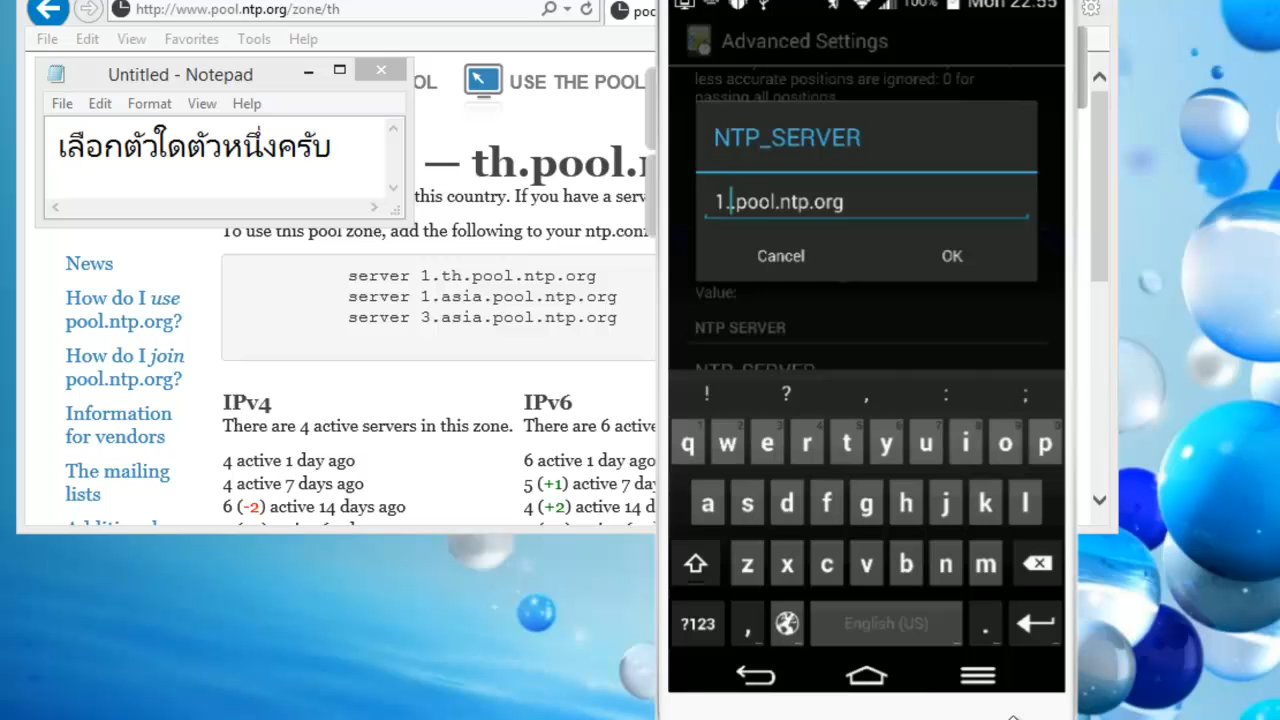 http://www.pool.ntp.org/zone/th
File Edit View Favorites Tools Help
Untitled - Notepad
File Edit Format View Help
เลือกตัวใดตัวหนึ่งครับ
OL
USE THE POOL
— th.pool.
this country. If you have a serv
To use this pool zone, add the following to your ntp.con
server 1.th.pool.ntp.org
server 1.asia.pool.ntp.org
server 3.asia.pool.ntp.org
News
How do I use
pool.ntp.org?
How do I join
pool.ntp.org?
Information
for vendors
The mailing
lists
Additional
IPv4
There are 4 active servers in this zone.
4 active 1 day ago
4 active 7 days ago
6 (-2) active 14 days ago
IPv6
There are 6 active
6 active 1 day ago
5 (+1) active 7 day
4 (+2) active 14 d
100% Mon 22:55
Advanced Settings
less accurate positions are ignored: 0 for
passing all positions
NTP_SERVER
1..pool.ntp.org
Cancel OK
Value:
NTP SERVER
NTP_SERVER
! ? , : ;
q w e r t y u i o p
a s d f g h j k l
z x c v b n m
?123 , English (US) .